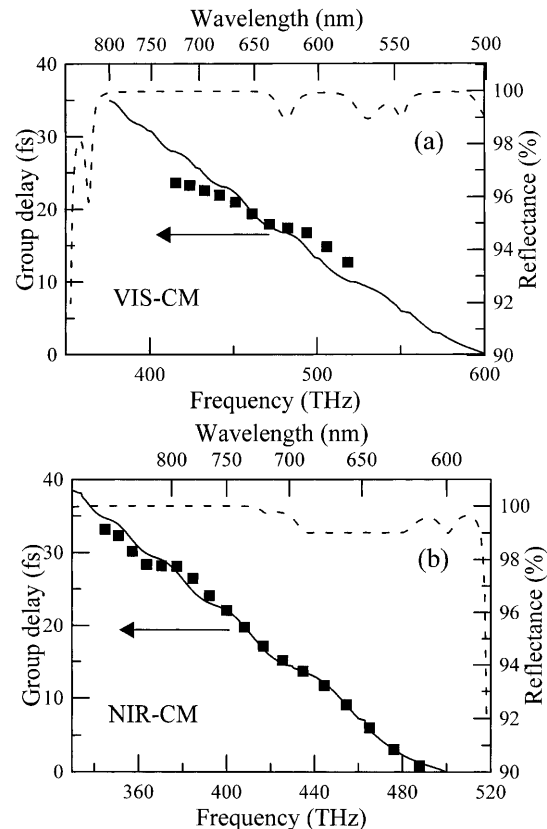 Wavelength (nm)
800 750 700 650 600 550 500
40
30
20
10
0
Group delay (fs)
100
98
96
94
92
90
Reflectance (%)
(a)
VIS-CM
400 500 600
Frequency (THz)
Wavelength (nm)
800 750 700 650 600
40
30
20
10
0
Group delay (fs)
100
98
96
94
92
90
Reflectance (%)
(b)
NIR-CM
360 400 440 480 520
Frequency (THz)